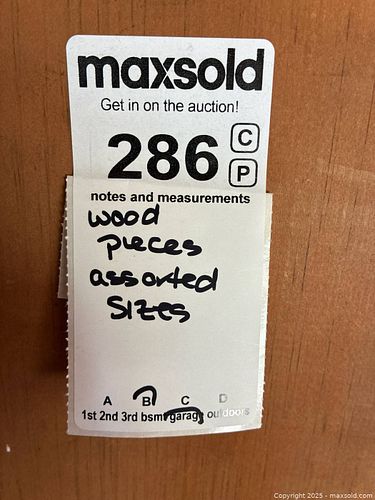 maxsold
Get in on the auction!
286 C
P
notes and measurements
wood
pieces
assorted
SIZES
A B C D
1st 2nd 3rd bsmt garage outdoors
Copyright 2025 - maxsold.com